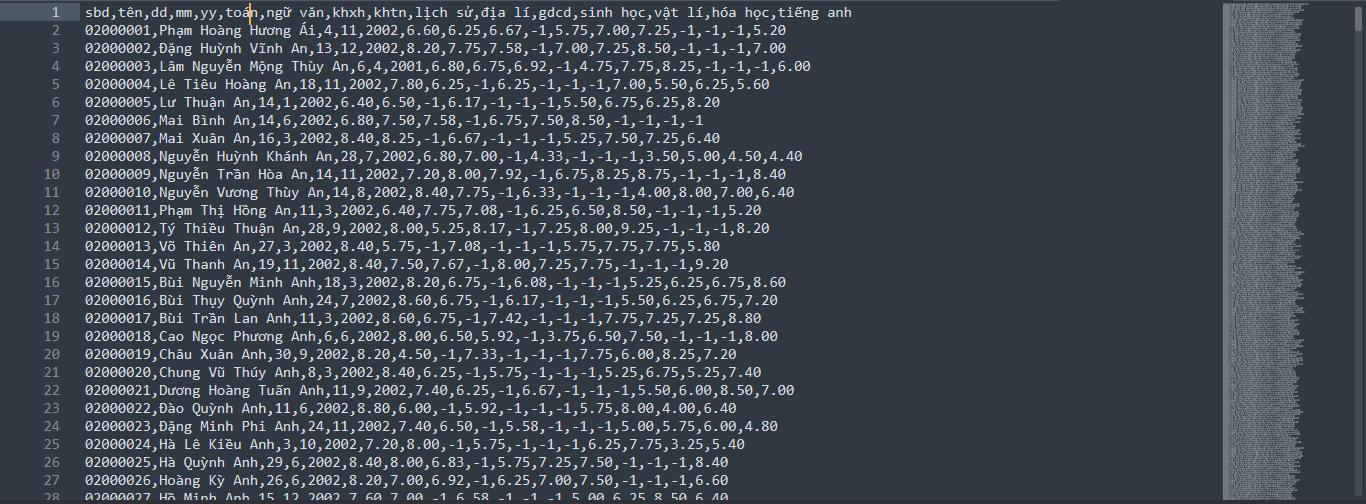 1 sbd,tên,dd,mm,yy,toán,ngữ văn,khxh,khtn,lịch sử,địa lí,gdcd,sinh học,vật lí,hóa học,tiếng anh
2 02000001,Phạm Hoàng Hương Ái,4,11,2002,6.60,6.25,6.67,-1,5.75,7.00,7.25,-1,-1,-1,5.20
3 02000002,Đặng Huỳnh Vĩnh An,13,12,2002,8.20,7.75,7.58,-1,7.00,7.25,8.50,-1,-1,-1,7.00
4 02000003,Lâm Nguyễn Mộng Thùy An,6,4,2001,6.80,6.75,6.92,-1,4.75,7.75,8.25,-1,-1,-1,6.00
5 02000004,Lê Tiêu Hoàng An,18,11,2002,7.80,6.25,-1,6.25,-1,-1,-1,7.00,5.50,6.25,5.60
6 02000005,Lư Thuận An,14,1,2002,6.40,6.50,-1,6.17,-1,-1,-1,5.50,6.75,6.25,8.20
7 02000006,Mai Bình An,14,6,2002,6.80,7.50,7.58,-1,6.75,7.50,8.50,-1,-1,-1,-1
8 02000007,Mai Xuân An,16,3,2002,8.40,8.25,-1,6.67,-1,-1,-1,5.25,7.50,7.25,6.40
9 02000008,Nguyễn Huỳnh Khánh An,28,7,2002,6.80,7.00,-1,4.33,-1,-1,-1,3.50,5.00,4.50,4.40
10 02000009,Nguyễn Trần Hòa An,14,11,2002,7.20,8.00,7.92,-1,6.75,8.25,8.75,-1,-1,-1,8.40
11 02000010,Nguyễn Vương Thùy An,14,8,2002,8.40,7.75,-1,6.33,-1,-1,-1,4.00,8.00,7.00,6.40
12 02000011,Phạm Thị Hồng An,11,3,2002,6.40,7.75,7.08,-1,6.25,6.50,8.50,-1,-1,-1,5.20
13 02000012,Tý Thiều Thuận An,28,9,2002,8.00,5.25,8.17,-1,7.25,8.00,9.25,-1,-1,-1,8.20
14 02000013,Võ Thiên An,27,3,2002,8.40,5.75,-1,7.08,-1,-1,-1,5.75,7.75,7.75,5.80
15 02000014,Vũ Thanh An,19,11,2002,8.40,7.50,7.67,-1,8.00,7.25,7.75,-1,-1,-1,9.20
16 02000015,Bùi Nguyễn Minh Anh,18,3,2002,8.20,6.75,-1,6.08,-1,-1,-1,5.25,6.25,6.75,8.60
17 02000016,Bùi Thụy Quỳnh Anh,24,7,2002,8.60,6.75,-1,6.17,-1,-1,-1,5.50,6.25,6.75,7.20
18 02000017,Bùi Trần Lan Anh,11,3,2002,8.60,6.75,-1,7.42,-1,-1,-1,7.75,7.25,7.25,8.80
19 02000018,Cao Ngọc Phương Anh,6,6,2002,8.00,6.50,5.92,-1,3.75,6.50,7.50,-1,-1,-1,8.00
20 02000019,Châu Xuân Anh,30,9,2002,8.20,4.50,-1,7.33,-1,-1,-1,7.75,6.00,8.25,7.20
21 02000020,Chung Vũ Thúy Anh,8,3,2002,8.40,6.25,-1,5.75,-1,-1,-1,5.25,6.75,5.25,7.40
22 02000021,Dương Hoàng Tuấn Anh,11,9,2002,7.40,6.25,-1,6.67,-1,-1,-1,5.50,6.00,8.50,7.00
23 02000022,Đào Quỳnh Anh,11,6,2002,8.80,6.00,-1,5.92,-1,-1,-1,5.75,8.00,4.00,6.40
24 02000023,Đặng Minh Phi Anh,24,11,2002,7.40,6.50,-1,5.58,-1,-1,-1,5.00,5.75,6.00,4.80
25 02000024,Hà Lê Kiều Anh,3,10,2002,7.20,8.00,-1,5.75,-1,-1,-1,6.25,7.75,3.25,5.40
26 02000025,Hà Quỳnh Anh,29,6,2002,8.40,8.00,6.83,-1,5.75,7.25,7.50,-1,-1,-1,8.40
27 02000026,Hoàng Kỳ Anh,26,6,2002,8.20,7.00,6.92,-1,6.25,7.00,7.50,-1,-1,-1,6.60
28 02000027,Hồ Minh Anh,15,12,2002,7.60,7.00,-1,6.58,-1,-1,-1,5.00,6.25,8.50,6.40